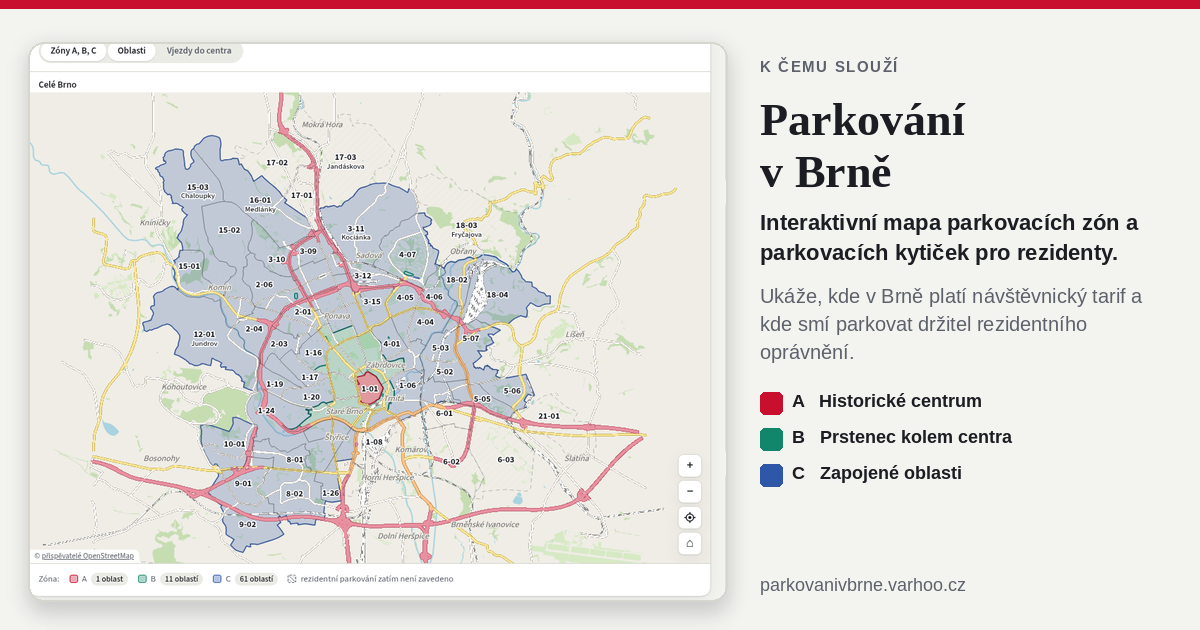 Zóny A, B, C Oblasti Vjezdy do centra
Celé Brno
Mokrá Hora
17-02
17-03
Jandáskova
15-03
Chaloupky
17-01
16-01
Medlánky
Kníničky
15-02
3-11
Kociánka
18-03
Fryčajova
3-09
Sadová
4-07
Obřany
3-10
15-01
3-12
18-02
Komín
2-06
4-05
4-06
18-04
3-15
2-01
Ponava
4-04
12-01
Jundrov
2-04
Líšeň
5-07
2-03
4-01
5-03
1-16
Zábrdovice
5-02
Kohoutovice
1-17
1-19
1-01
1-06
5-06
1-20
Trnitá
5-05
1-24
Staré Brno
6-01
21-01
Štýřice
10-01
1-08
Komárov
Bosonohy
8-01
6-02
6-03
Slatina
Horní Heršpice
9-01
8-02
1-26
9-02
Brněnské Ivanovice
Dolní Heršpice
+
−
© přispěvatelé OpenStreetMap
Zóna: A 1 oblast B 11 oblastí C 61 oblastí rezidentní parkování zatím není zavedeno
K ČEMU SLOUŽÍ
Parkování
v Brně
Interaktivní mapa parkovacích zón a
parkovacích kytiček pro rezidenty.
Ukáže, kde v Brně platí návštěvnický tarif a
kde smí parkovat držitel rezidentního
oprávnění.
A Historické centrum
B Prstenec kolem centra
C Zapojené oblasti
parkovanivbrne.varhoo.cz